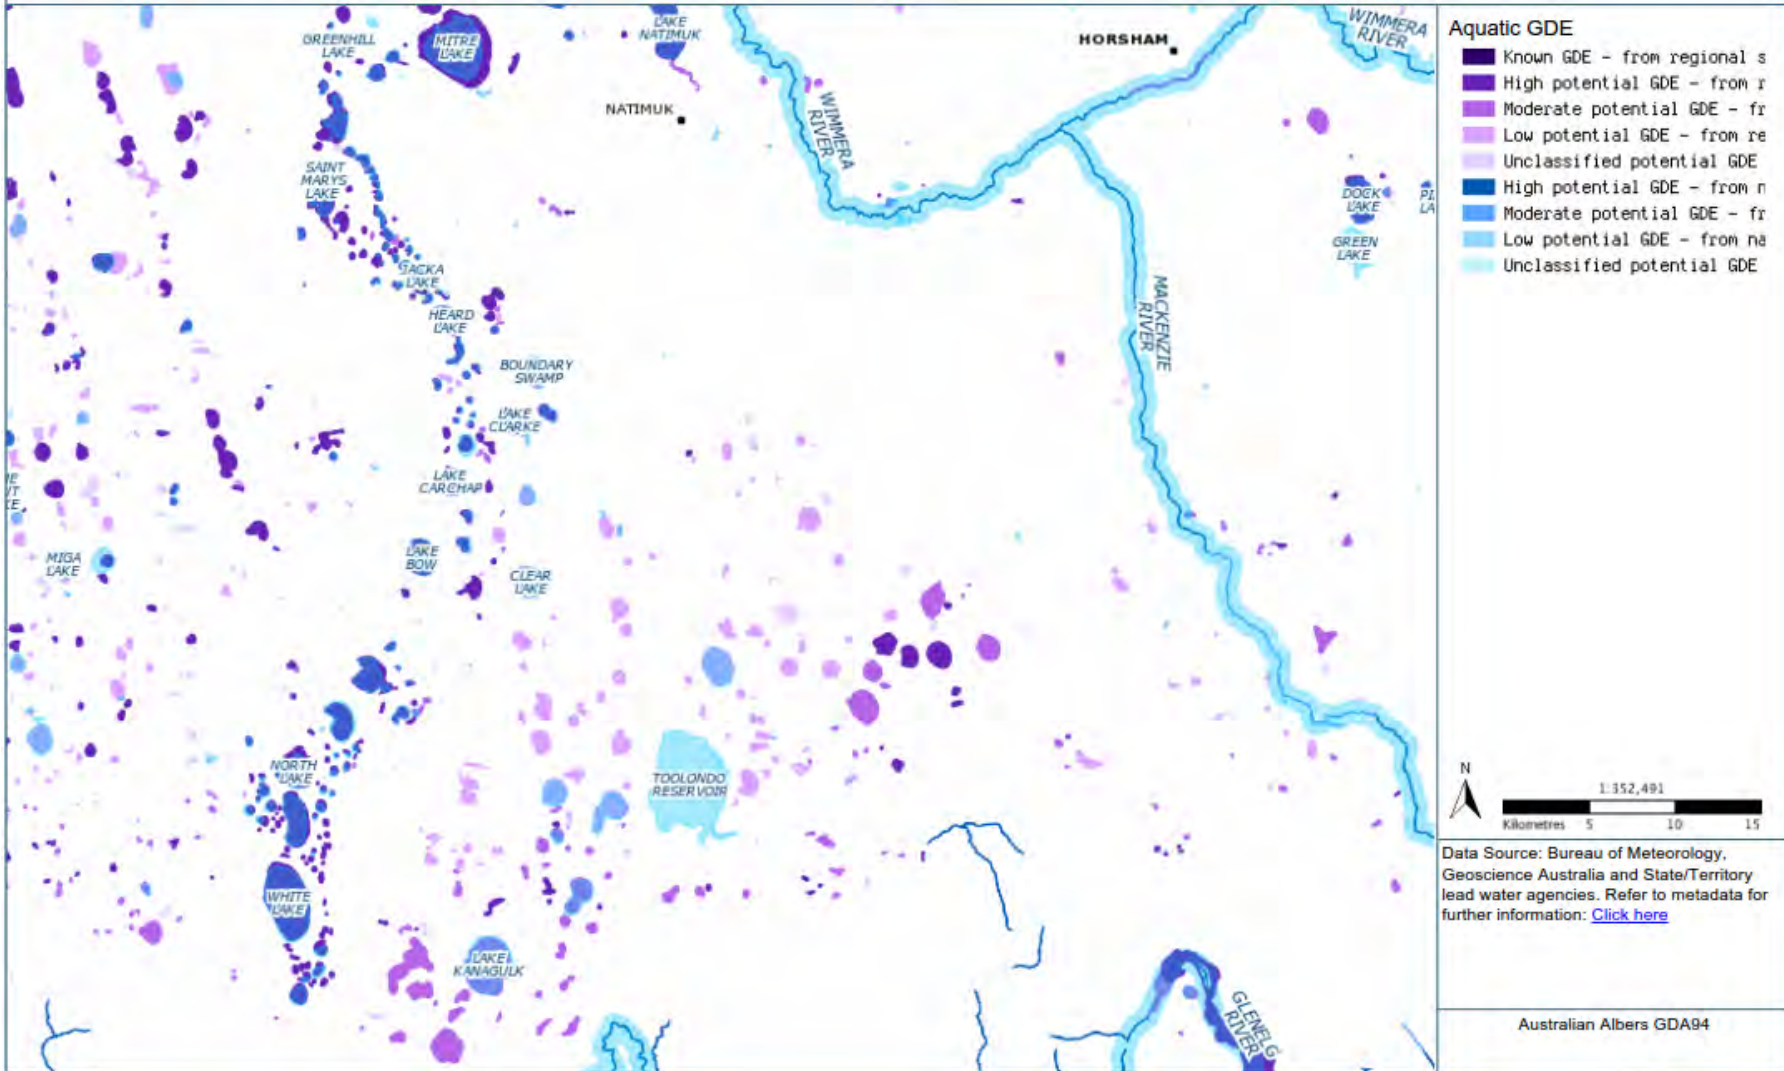 GREENHILL
LAKE
MITRE
LAKE
LAKE
NATIMUK
HORSHAM
WIMMERA
RIVER
NATIMUK
WIMMERA
RIVER
SAINT
MARYS
LAKE
DOCK
LAKE
PI
LA
GREEN
LAKE
JACKA
LAKE
HEARD
LAKE
MACKENZIE
RIVER
BOUNDARY
SWAMP
LAKE
CLARKE
LAKE
CARCHAP
MIGA
LAKE
LAKE
BOW
CLEAR
LAKE
NORTH
LAKE
TOOLONDO
RESERVOIR
WHITE
LAKE
LAKE
KANAGULK
GLENELG
RIVER
Aquatic GDE
Known GDE - from regional s
High potential GDE - from r
Moderate potential GDE - fr
Low potential GDE - from re
Unclassified potential GDE
High potential GDE - from n
Moderate potential GDE - fr
Low potential GDE - from na
Unclassified potential GDE
N
1:352,491
Kilometres 5 10 15
Data Source: Bureau of Meteorology,
Geoscience Australia and State/Territory
lead water agencies. Refer to metadata for
further information: Click here
Australian Albers GDA94